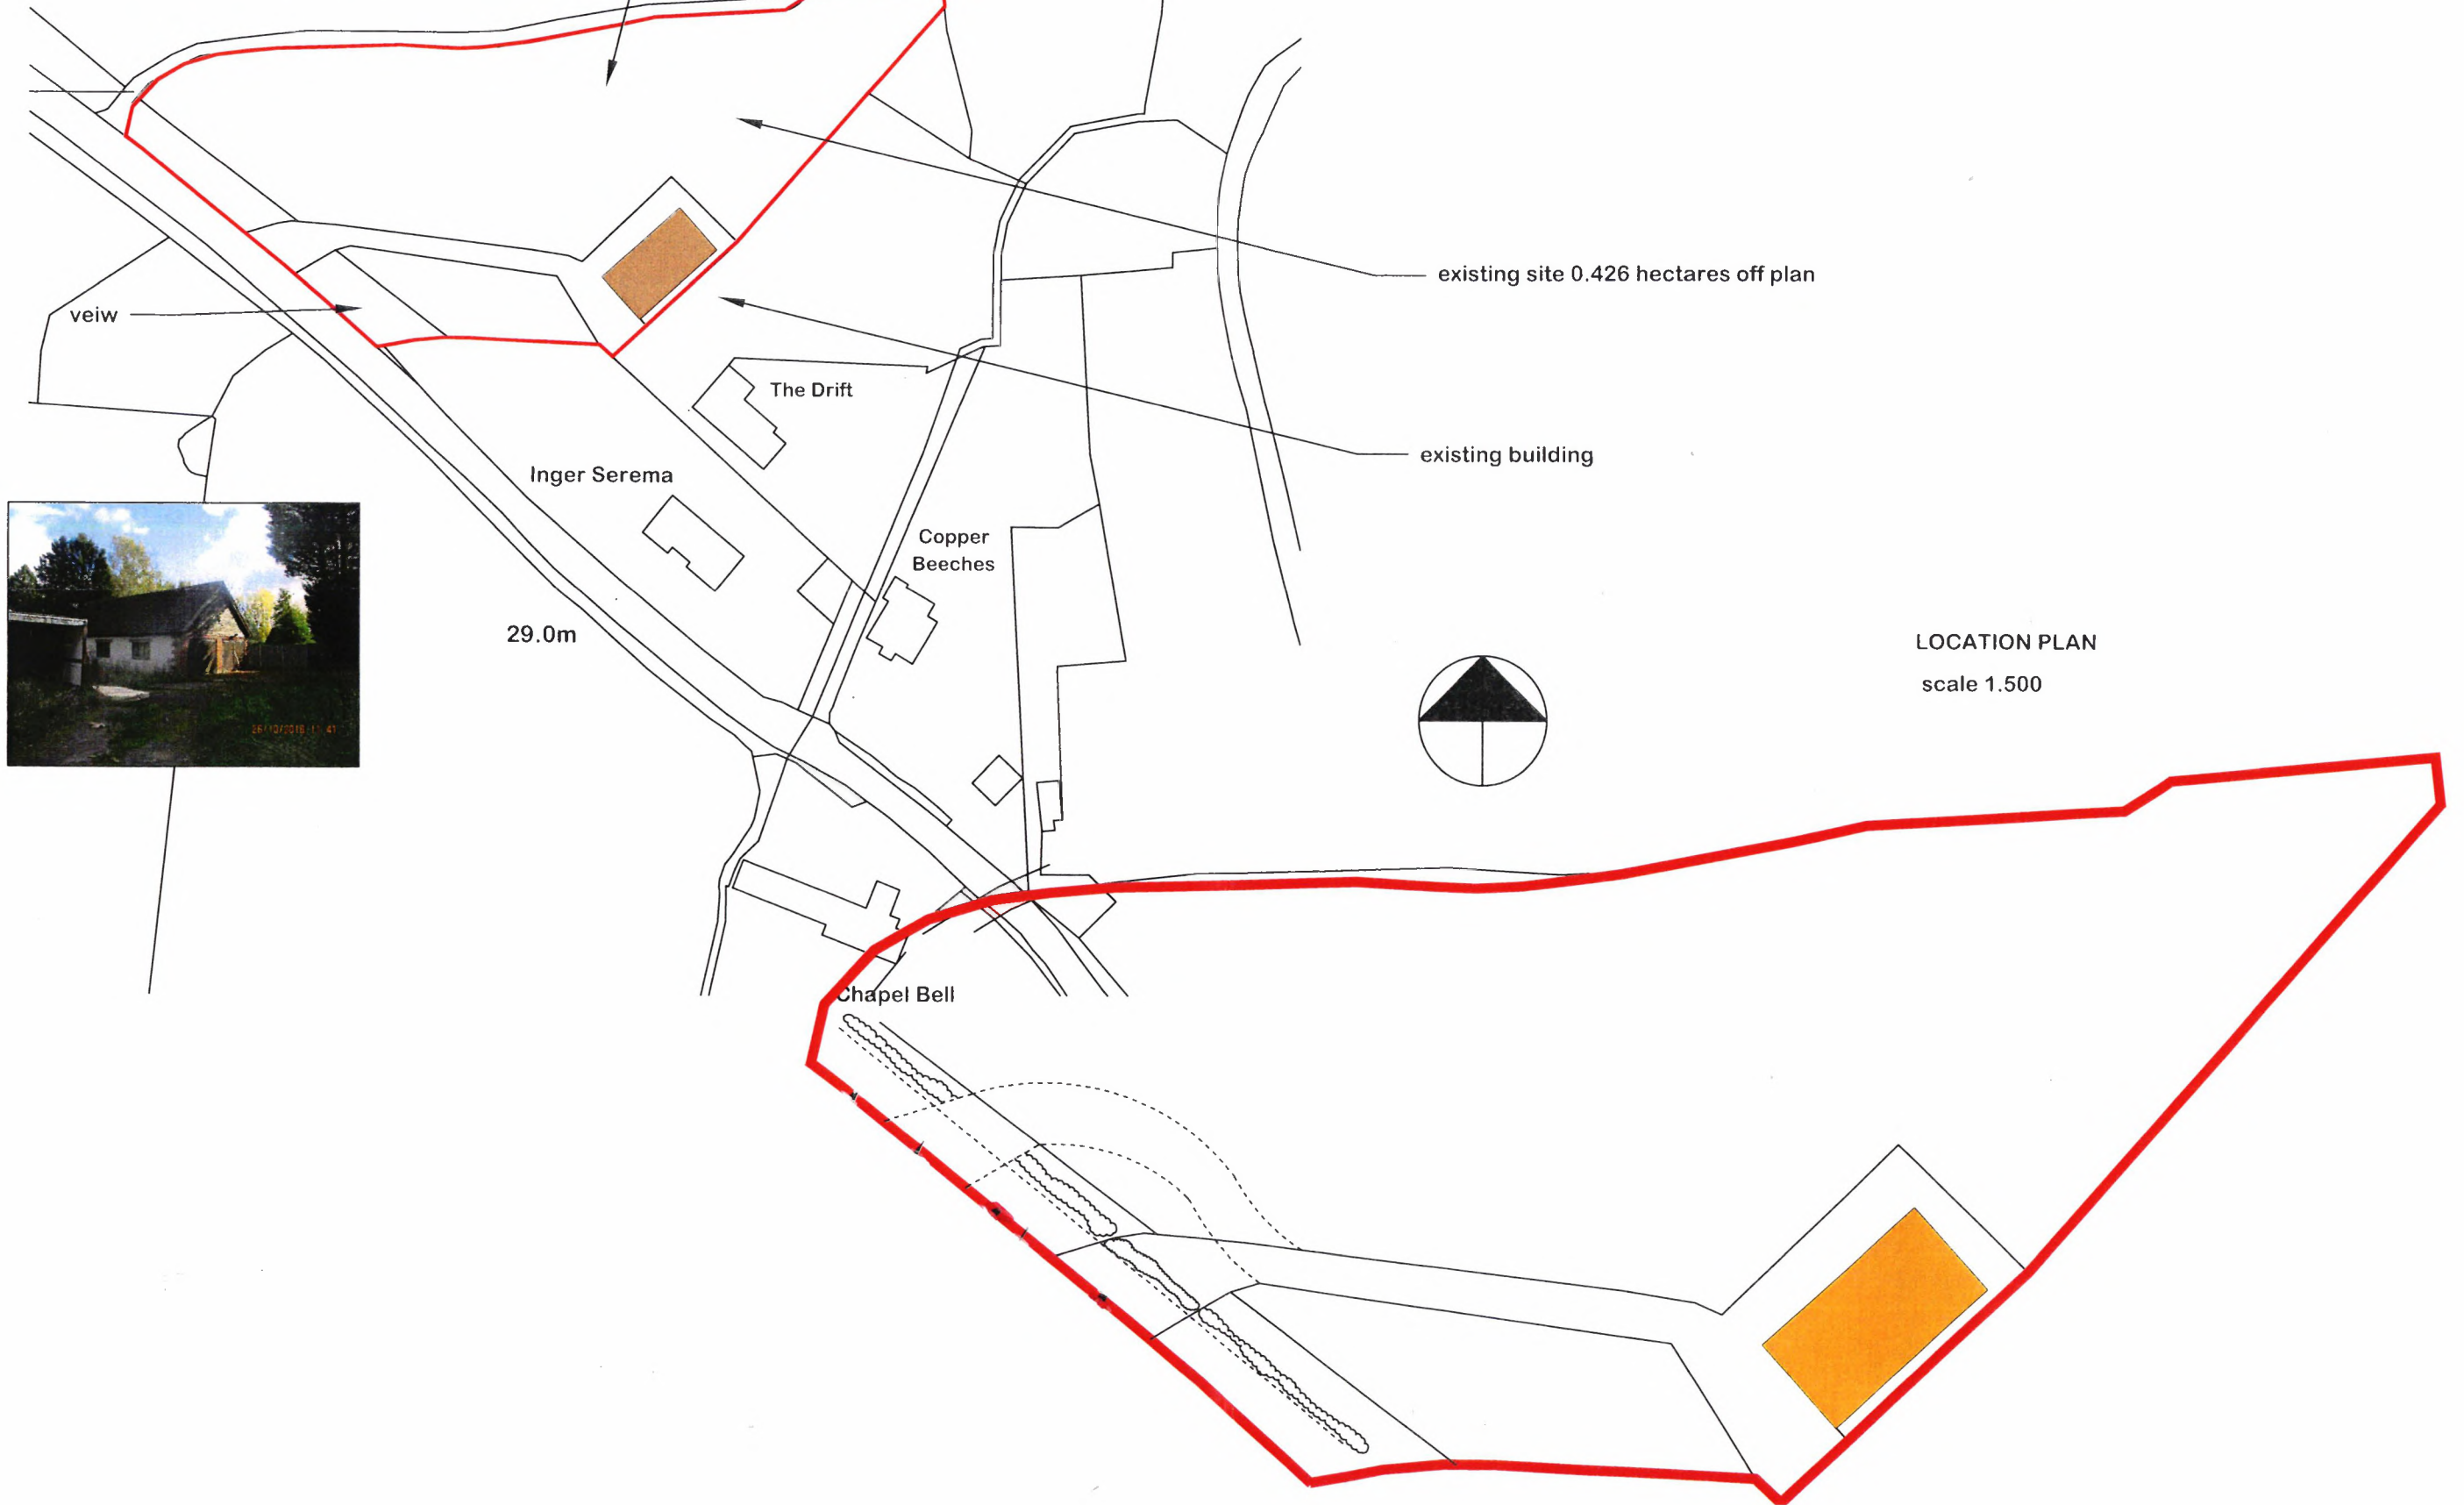 existing site 0.426 hectares off plan
veiw
The Drift
existing building
Inger Serema
Copper
Beeches
29.0m
LOCATION PLAN
scale 1.500
Chapel Bell